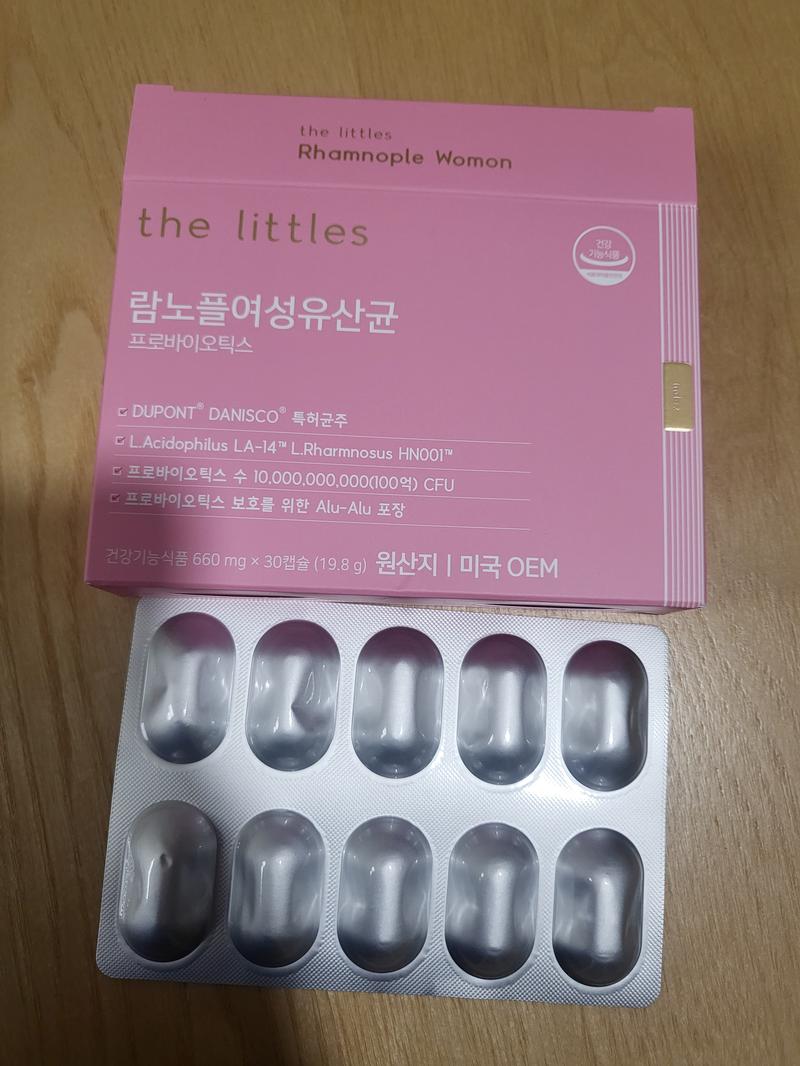 the littles
Rhamnople Womon
the littles
건강
기능식품
람노플여성유산균
프로바이오틱스
DUPONT® DANISCO® 특허균주
L.Acidophilus LA-14™ L.Rharmnosus HN001™
프로바이오틱스 수 10,000,000,000(100억) CFU
프로바이오틱스 보호를 위한 Alu-Alu 포장
건강기능식품 660 mg × 30캡슐 (19.8 g) 원산지 | 미국 OEM